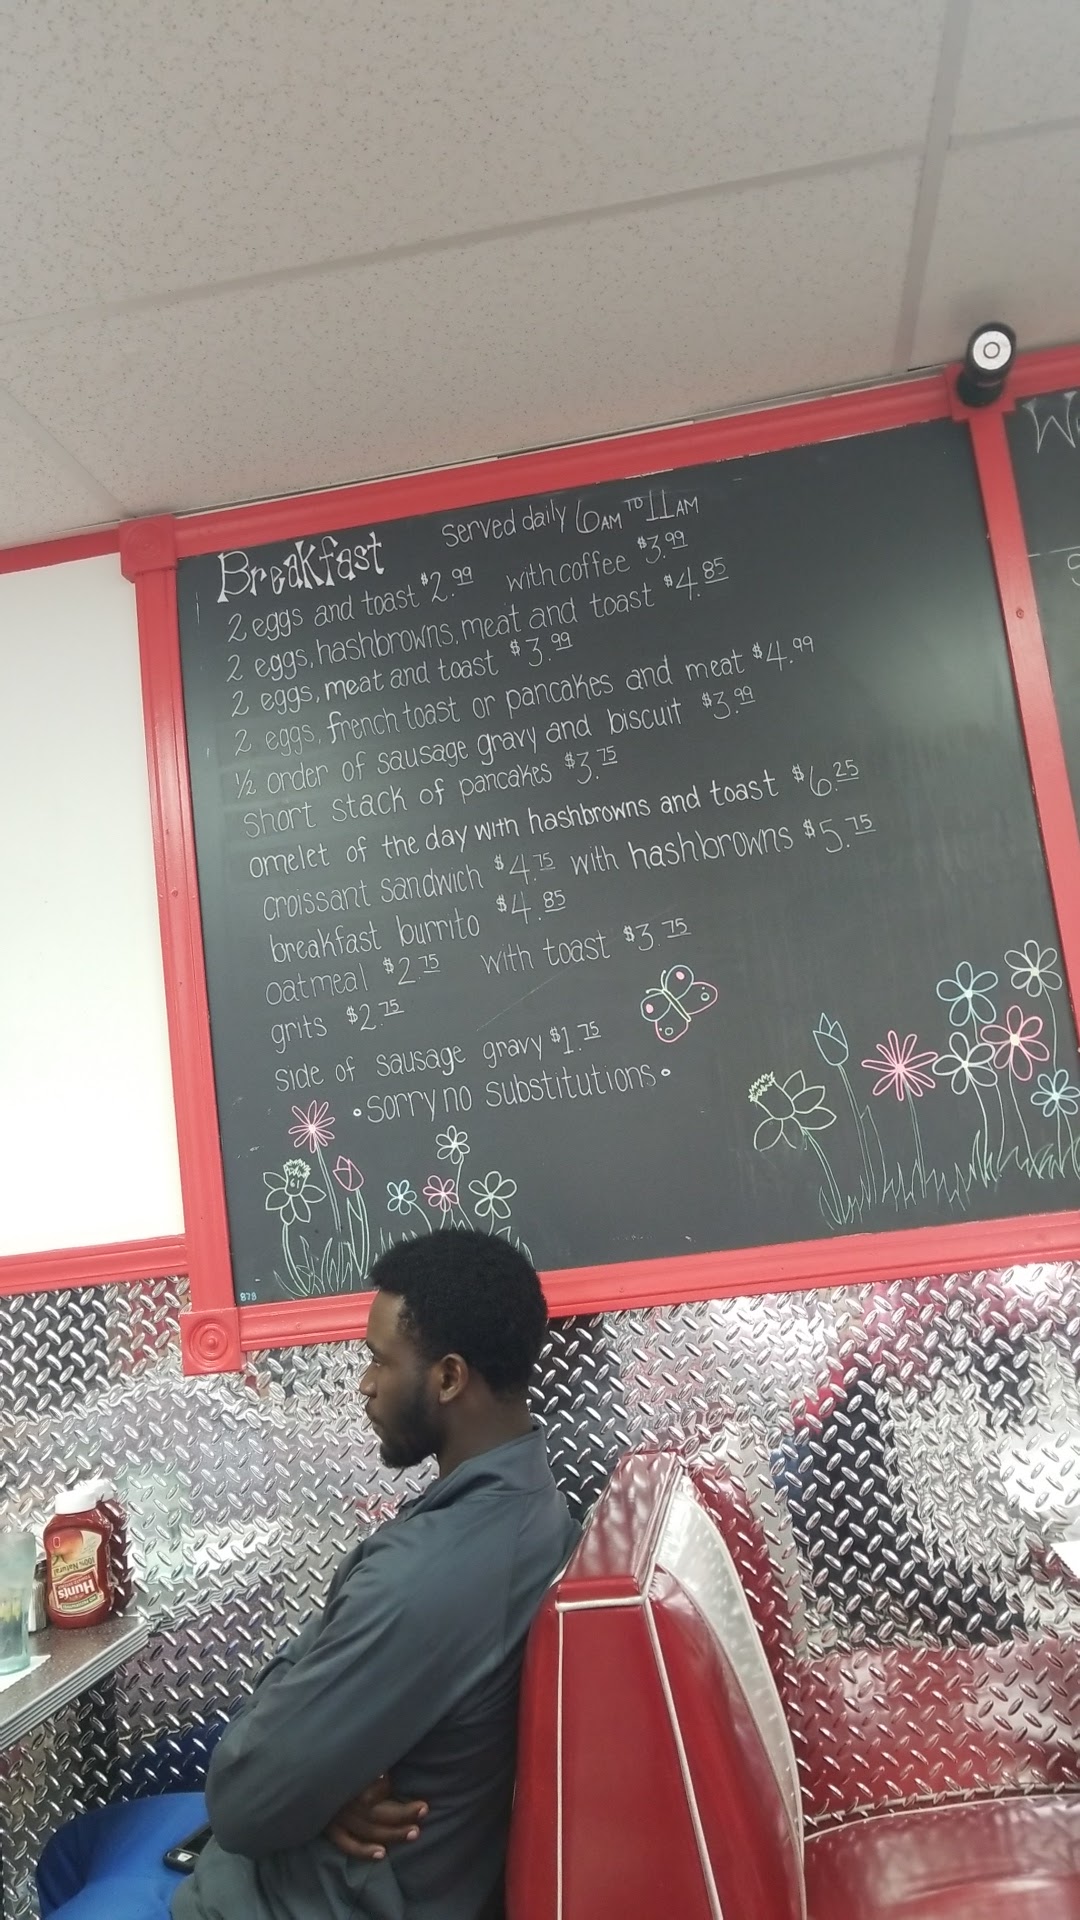 Breakfast served daily 6AM TO 11AM
2 eggs and toast $2.99 with coffee $3.99
2 eggs, hashbrowns, meat and toast $4.85
2 eggs, meat and toast $3.99
2 eggs, french toast or pancakes and meat $4.99
½ order of sausage gravy and biscuit $3.99
short stack of pancakes $3.75
omelet of the day with hashbrowns and toast $6.25
croissant sandwich $4.75 with hashbrowns $5.75
breakfast burrito $4.85
oatmeal $2.75 with toast $3.75
grits $2.75
side of sausage gravy $1.75
•sorry no substitutions•
Hunt's
100% Natural